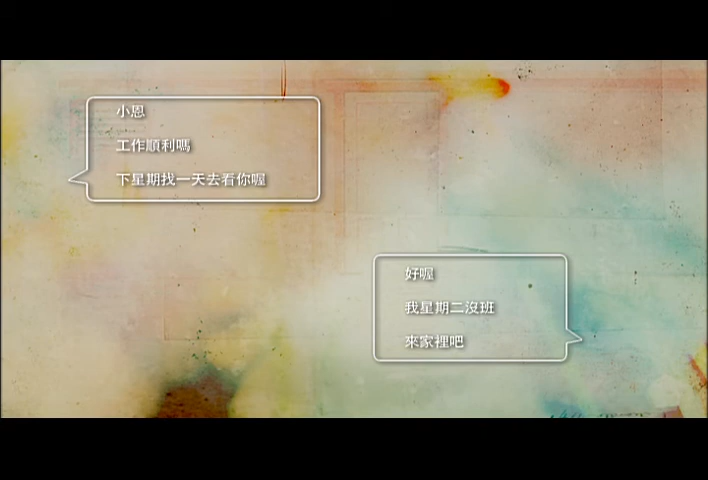 小恩
工作順利嗎
下星期找一天去看你喔
好喔
我星期二沒班
來家裡吧